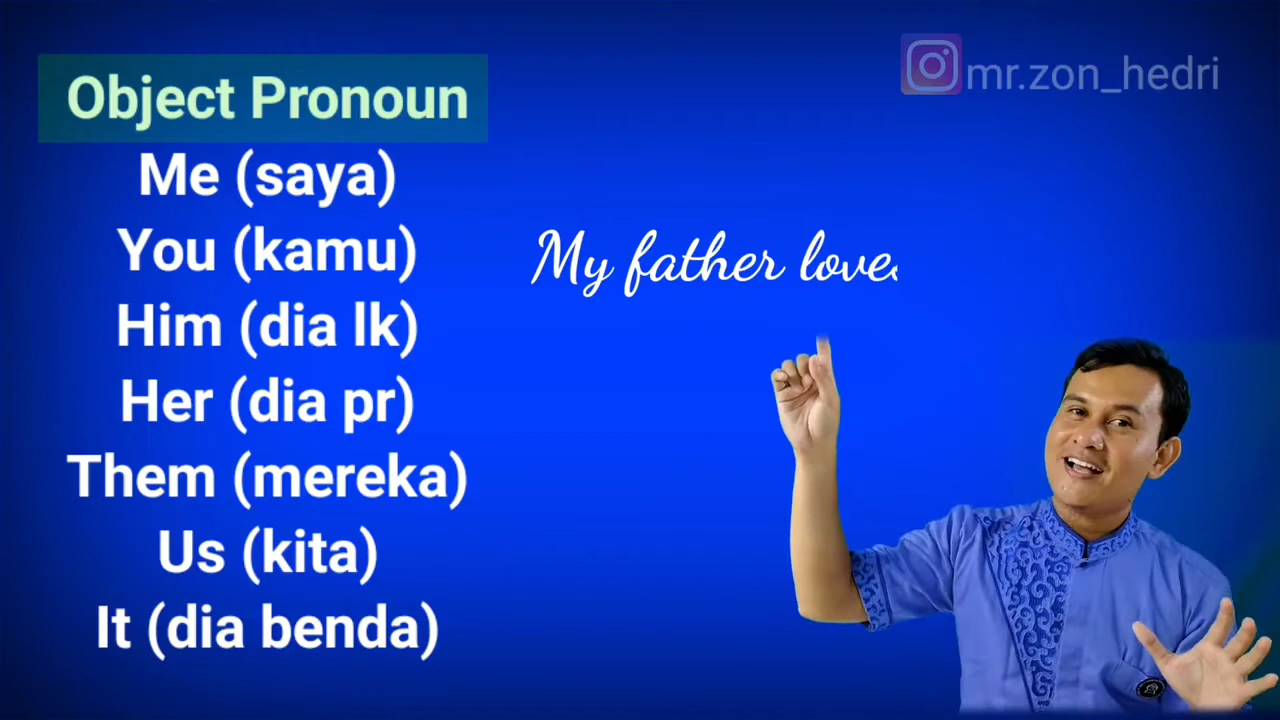 mr.zon_hedri
Object Pronoun
Me (saya)
You (kamu)
Him (dia lk)
Her (dia pr)
Them (mereka)
Us (kita)
It (dia benda)
My father